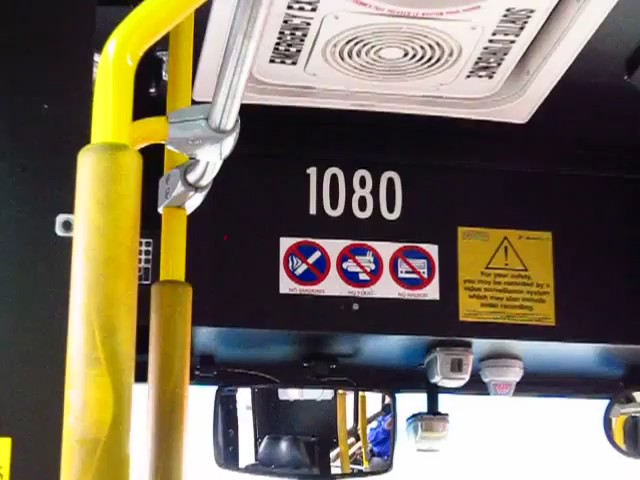 EMERGENCY EX
SORTIE D'URGENCE
1080
NO SMOKING
NO FOOD
NO RADIOS
For your safety,
you may be recorded by a
video surveillance system
which may also include
audio recording.